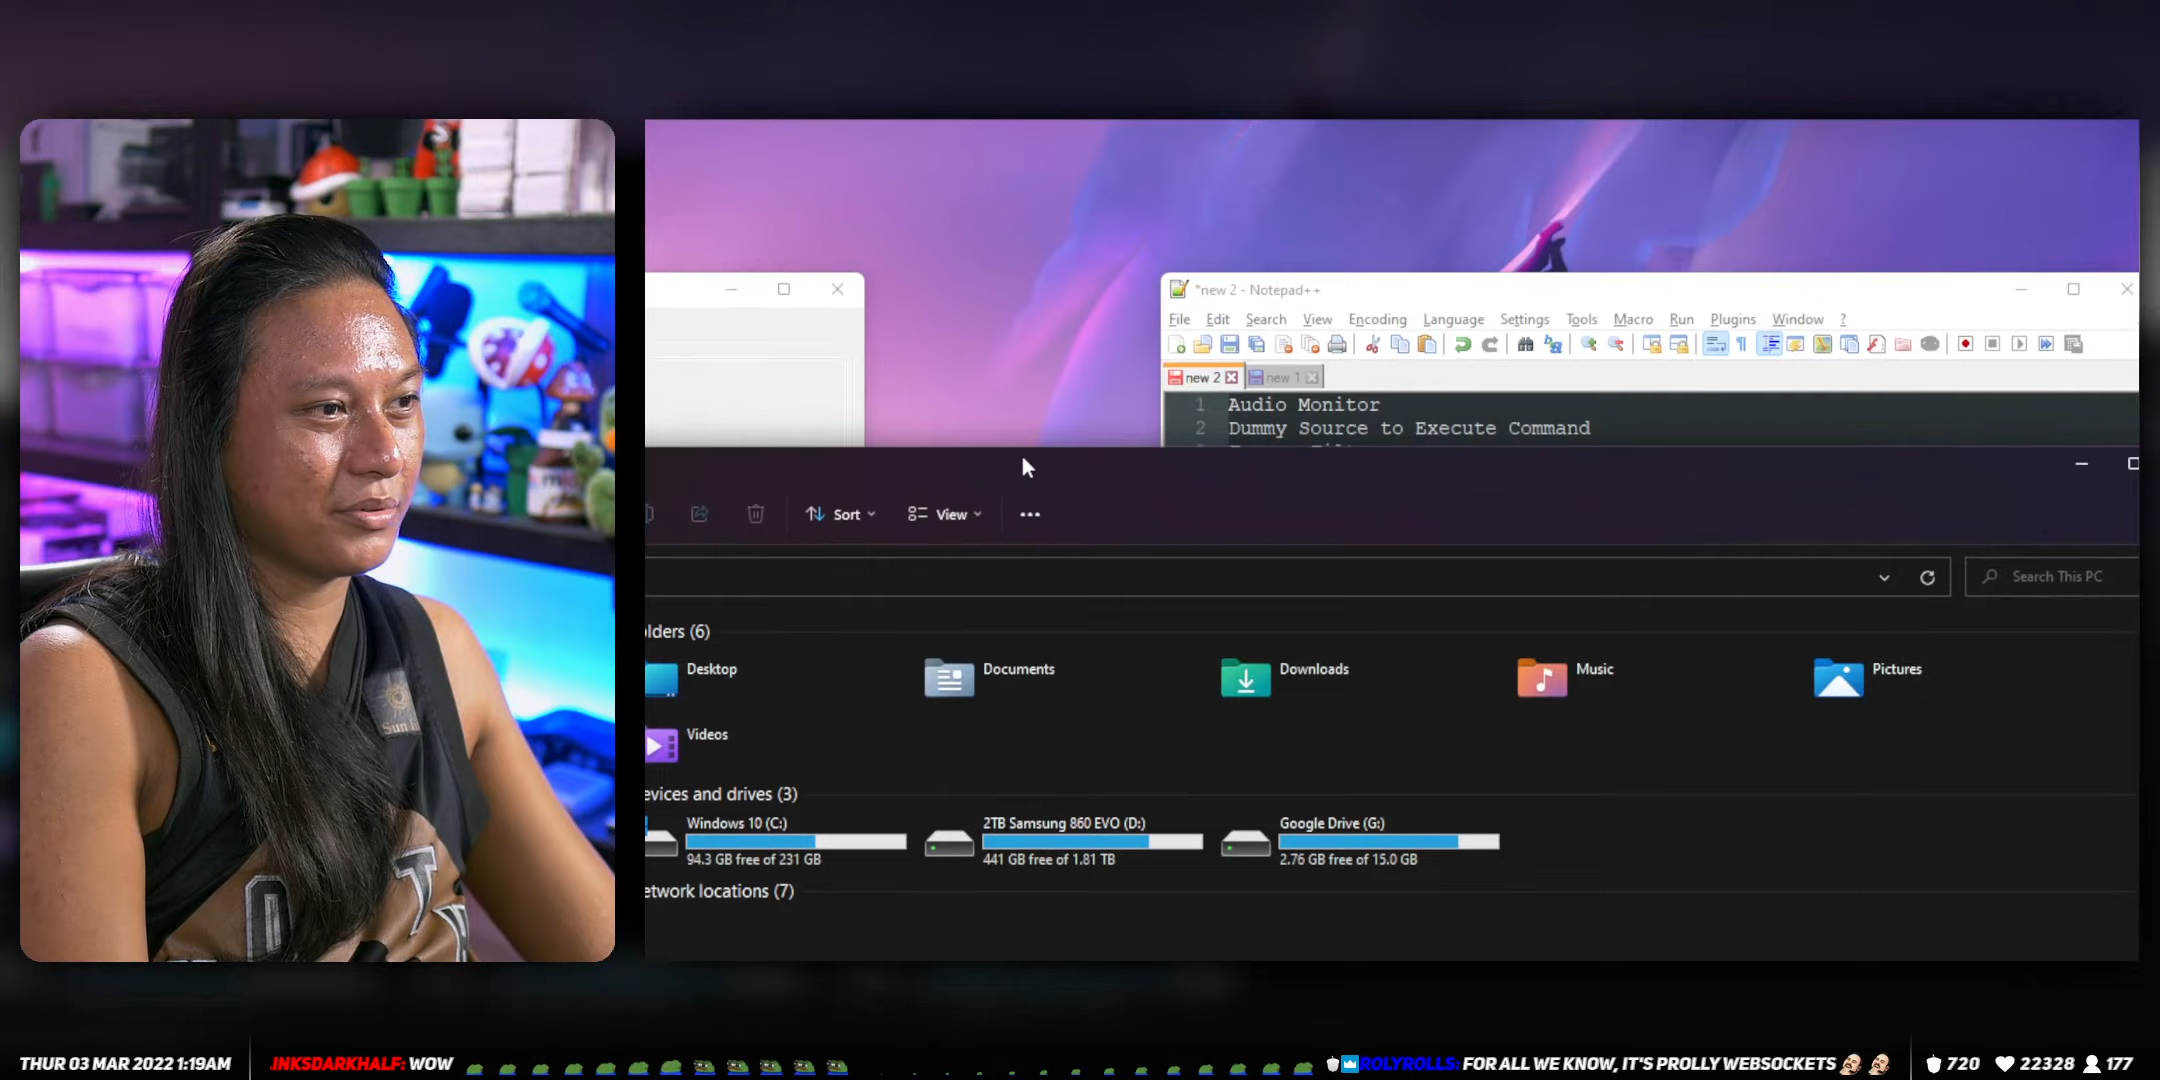 *new 2 - Notepad++
File Edit Search View Encoding Language Settings Tools Macro Run Plugins Window ?
new 2 new 1
1 Audio Monitor
2 Dummy Source to Execute Command
Sort View
Search This PC
lders (6)
Desktop Documents Downloads Music Pictures
Videos
evices and drives (3)
Windows 10 (C:) 2TB Samsung 860 EVO (D:) Google Drive (G:)
94.3 GB free of 231 GB 441 GB free of 1.81 TB 2.76 GB free of 15.0 GB
etwork locations (7)
Sun
THUR 03 MAR 2022 1:19AM
INKSDARKHALF: WOW
ROLYROLLS: FOR ALL WE KNOW, IT'S PROLLY WEBSOCKETS
720 22328 177